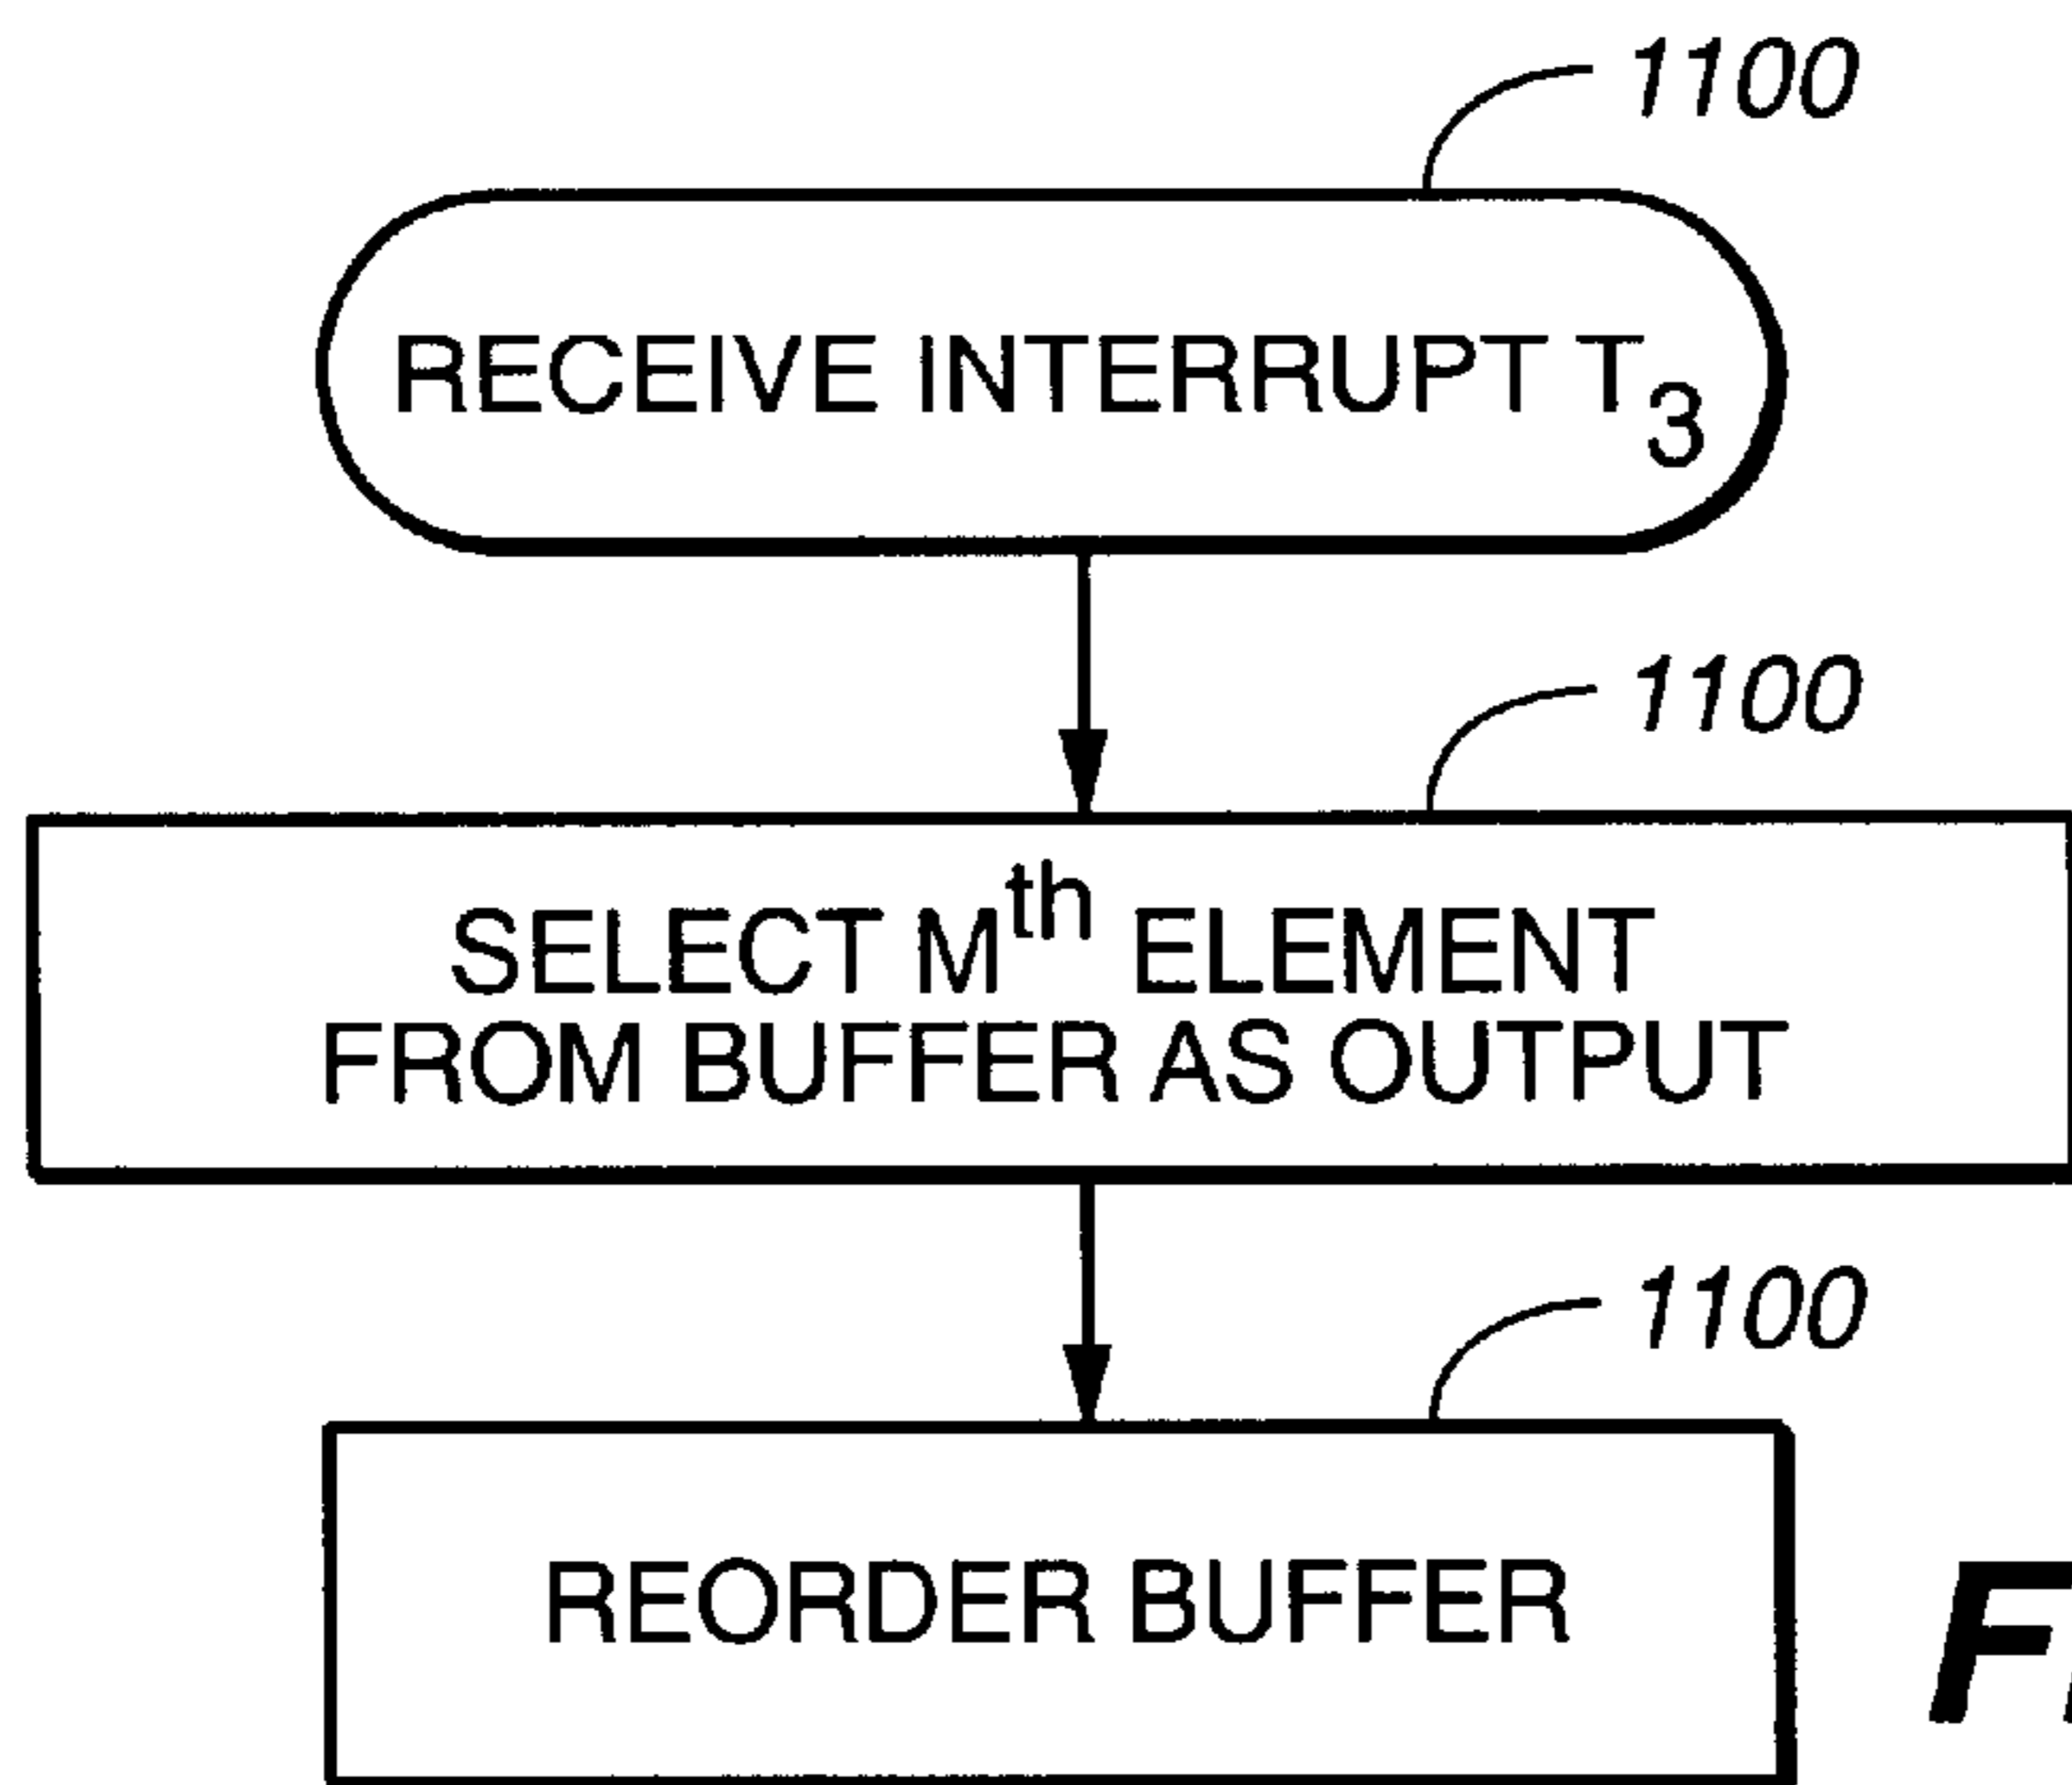 1100
RECEIVE INTERRUPT T3
1100
SELECT Mth ELEMENT
FROM BUFFER AS OUTPUT
1100
REORDER BUFFER